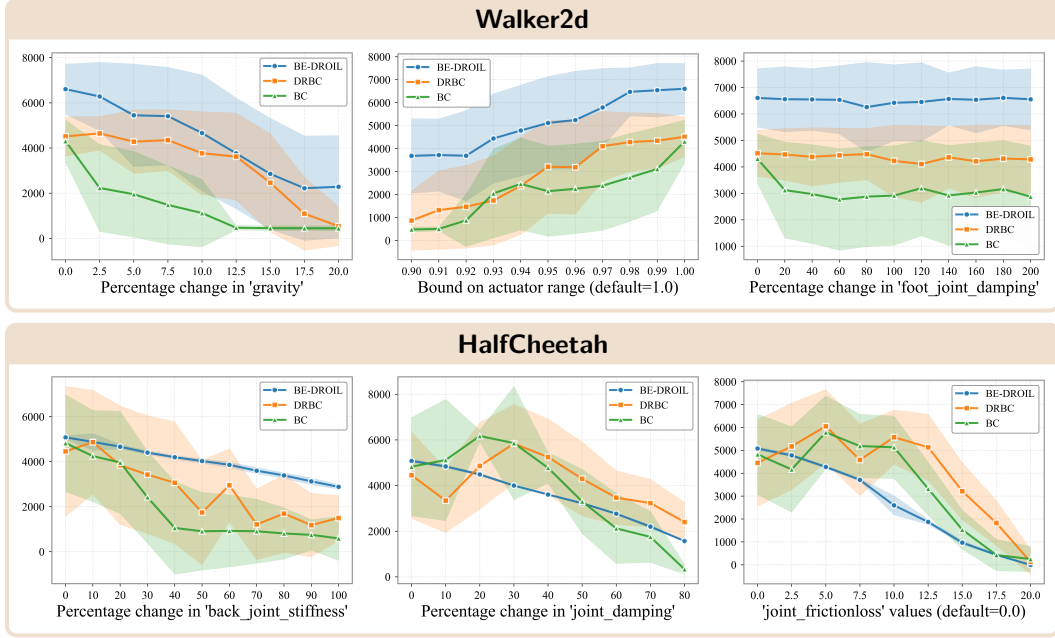 Walker2d
8000
6000
4000
2000
0
BE-DROIL
DRBC
BC
0.0 2.5 5.0 7.5 10.0 12.5 15.0 17.5 20.0
Percentage change in 'gravity'
8000
7000
6000
5000
4000
3000
2000
1000
0
BE-DROIL
DRBC
BC
0.90 0.91 0.92 0.93 0.94 0.95 0.96 0.97 0.98 0.99 1.00
Bound on actuator range (default=1.0)
8000
7000
6000
5000
4000
3000
2000
1000
BE-DROIL
DRBC
BC
0 20 40 60 80 100 120 140 160 180 200
Percentage change in 'foot_joint_damping'
HalfCheetah
6000
4000
2000
0
BE-DROIL
DRBC
BC
0 10 20 30 40 50 60 70 80 90 100
Percentage change in 'back_joint_stiffness'
8000
6000
4000
2000
0
BE-DROIL
DRBC
BC
0 10 20 30 40 50 60 70 80
Percentage change in 'joint_damping'
8000
7000
6000
5000
4000
3000
2000
1000
0
BE-DROIL
DRBC
BC
0.0 2.5 5.0 7.5 10.0 12.5 15.0 17.5 20.0
'joint_frictionloss' values (default=0.0)